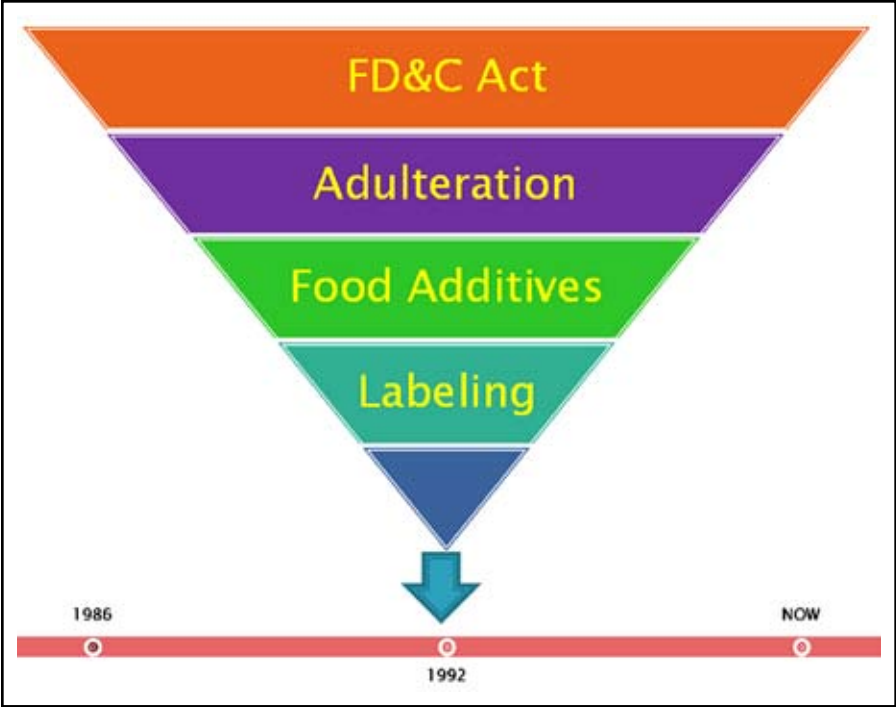 FD&C Act
Adulteration
Food Additives
Labeling
1986
NOW
1992